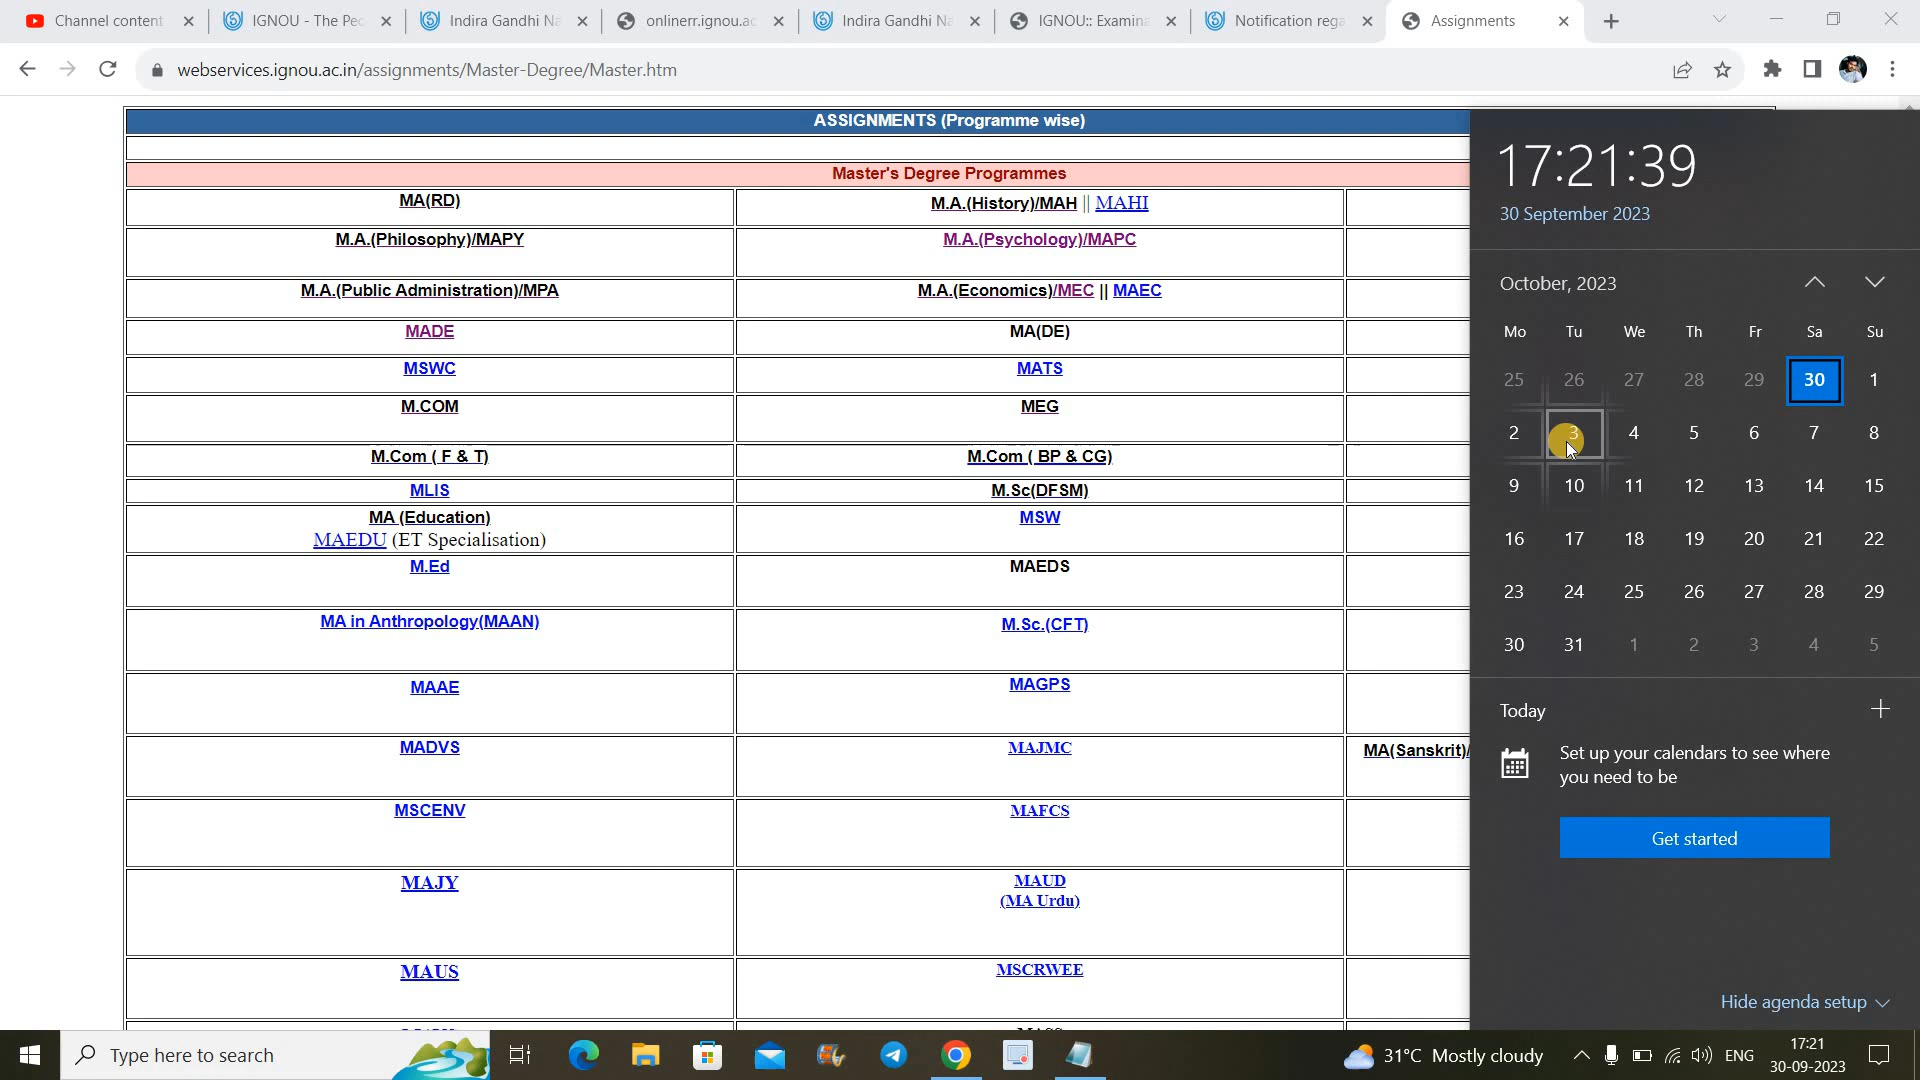 Channel content
IGNOU - The Peo
Indira Gandhi Na
onlinerr.ignou.ac
Indira Gandhi Na
IGNOU:: Examina
Notification rega
Assignments
webservices.ignou.ac.in/assignments/Master-Degree/Master.htm
ASSIGNMENTS (Programme wise)
Master's Degree Programmes
MA(RD)
M.A.(History)/MAH || MAHI
M.A.(Philosophy)/MAPY
M.A.(Psychology)/MAPC
M.A.(Public Administration)/MPA
M.A.(Economics)/MEC || MAEC
MADE
MA(DE)
MSWC
MATS
M.COM
MEG
M.Com ( F & T)
M.Com ( BP & CG)
MLIS
M.Sc(DFSM)
MA (Education)
MAEDU (ET Specialisation)
MSW
M.Ed
MAEDS
MA in Anthropology(MAAN)
M.Sc.(CFT)
MAAE
MAGPS
MADVS
MAJMC
MA(Sanskrit)/
MSCENV
MAFCS
MAJY
MAUD
(MA Urdu)
MAUS
MSCRWEE
17:21:39
30 September 2023
October, 2023
Mo Tu We Th Fr Sa Su
25 26 27 28 29 30 1
2 3 4 5 6 7 8
9 10 11 12 13 14 15
16 17 18 19 20 21 22
23 24 25 26 27 28 29
30 31 1 2 3 4 5
Today
Set up your calendars to see where
you need to be
Get started
Hide agenda setup
Type here to search
31°C Mostly cloudy
ENG
17:21
30-09-2023